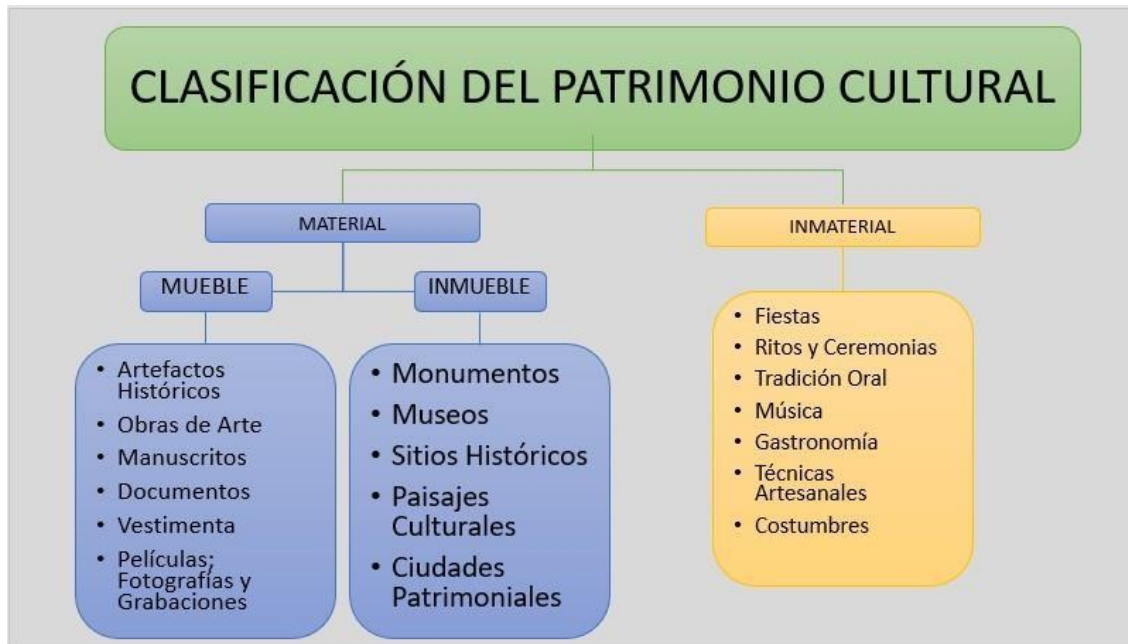 CLASIFICACIÓN DEL PATRIMONIO CULTURAL
MATERIAL
MUEBLE
• Artefactos
Históricos
• Obras de Arte
• Manuscritos
• Documentos
• Vestimenta
• Películas;
Fotografías y
Grabaciones
INMUEBLE
• Monumentos
• Museos
• Sitios Históricos
• Paisajes
Culturales
• Ciudades
Patrimoniales
INMATERIAL
• Fiestas
• Ritos y Ceremonias
• Tradición Oral
• Música
• Gastronomía
• Técnicas
Artesanales
• Costumbres